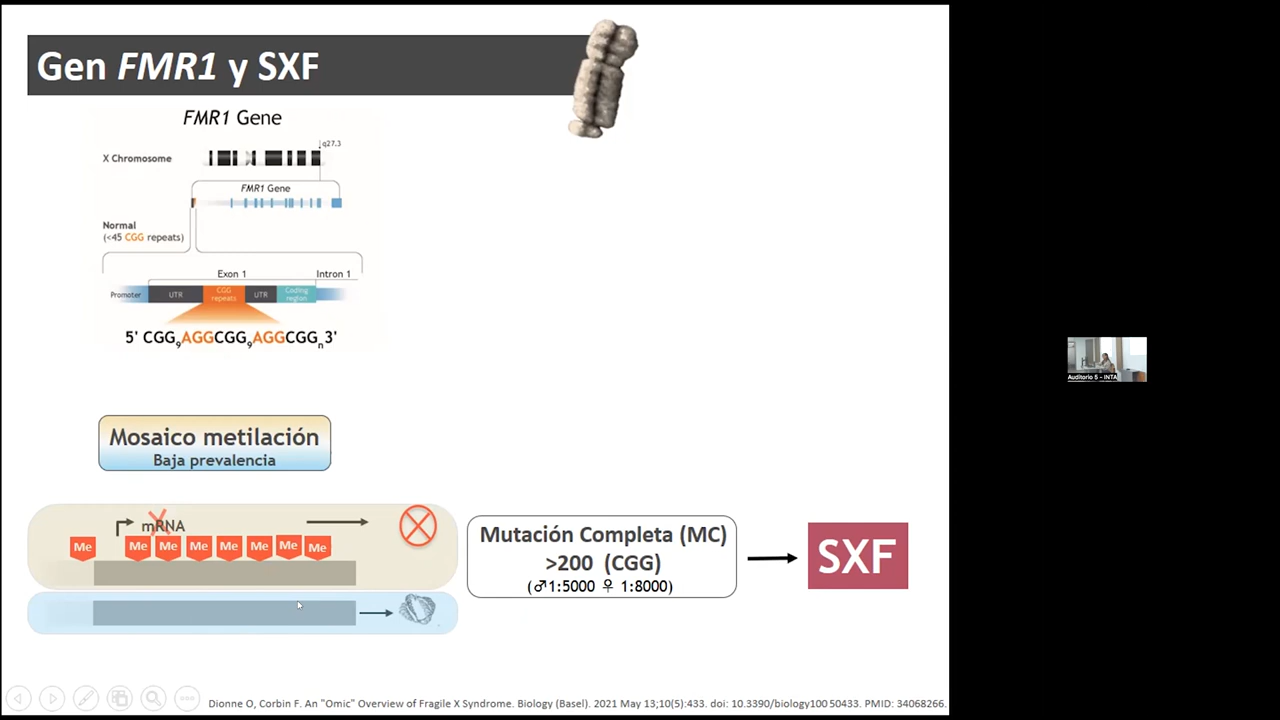 Gen FMR1 y SXF
FMR1 Gene
q27.3
X Chromosome
FMR1 Gene
Normal
(<45 CGG repeats)
Exon 1
Intron 1
Promoter
UTR
CGG
repeats
UTR
Coding
region
5' CGG9AGGCGG9AGGCGGn3'
Mosaico metilación
Baja prevalencia
mRNA
Me
Me Me Me Me Me Me Me
Mutación Completa (MC)
>200 (CGG)
(♂1:5000 ♀ 1:8000)
SXF
Auditorio 5 - INTA
Dionne O, Corbin F. An "Omic" Overview of Fragile X Syndrome. Biology (Basel). 2021 May 13;10(5):433. doi: 10.3390/biology100 50433. PMID: 34068266.